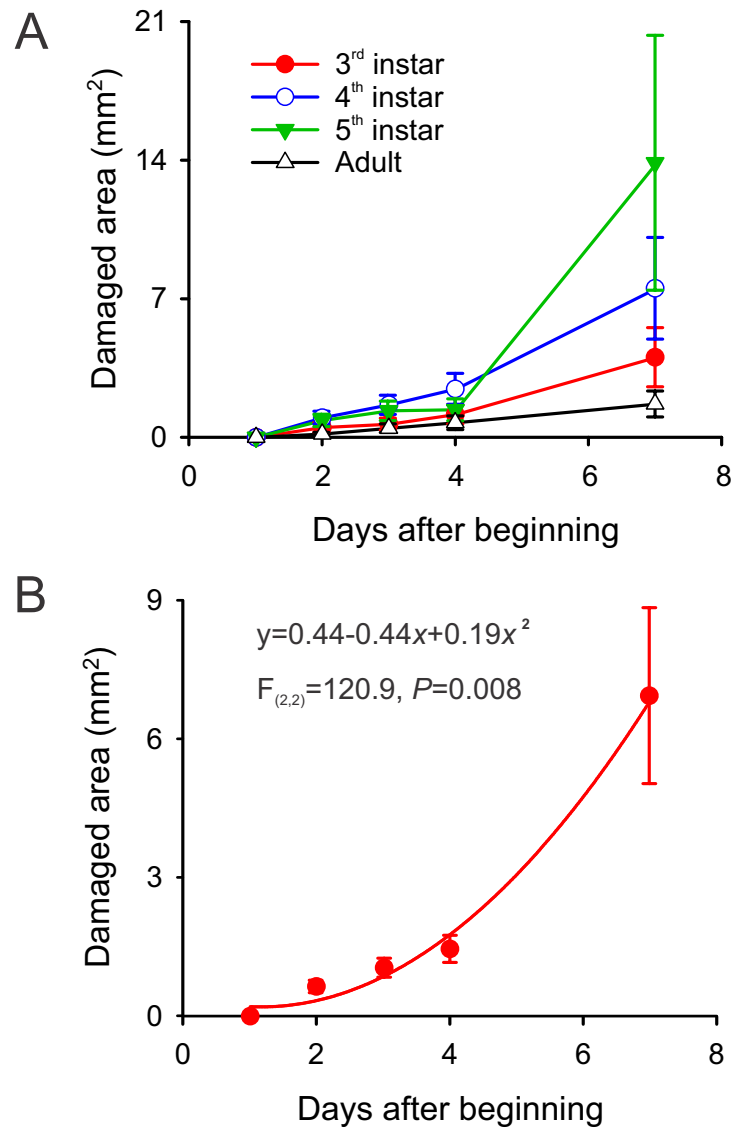 A
Damaged area (mm²)
21
14
7
0
3rd instar
4th instar
5th instar
Adult
0 2 4 6 8
Days after beginning
B
Damaged area (mm²)
9
6
3
0
y=0.44-0.44x+0.19x²
F(2,2)=120.9, P=0.008
0 2 4 6 8
Days after beginning